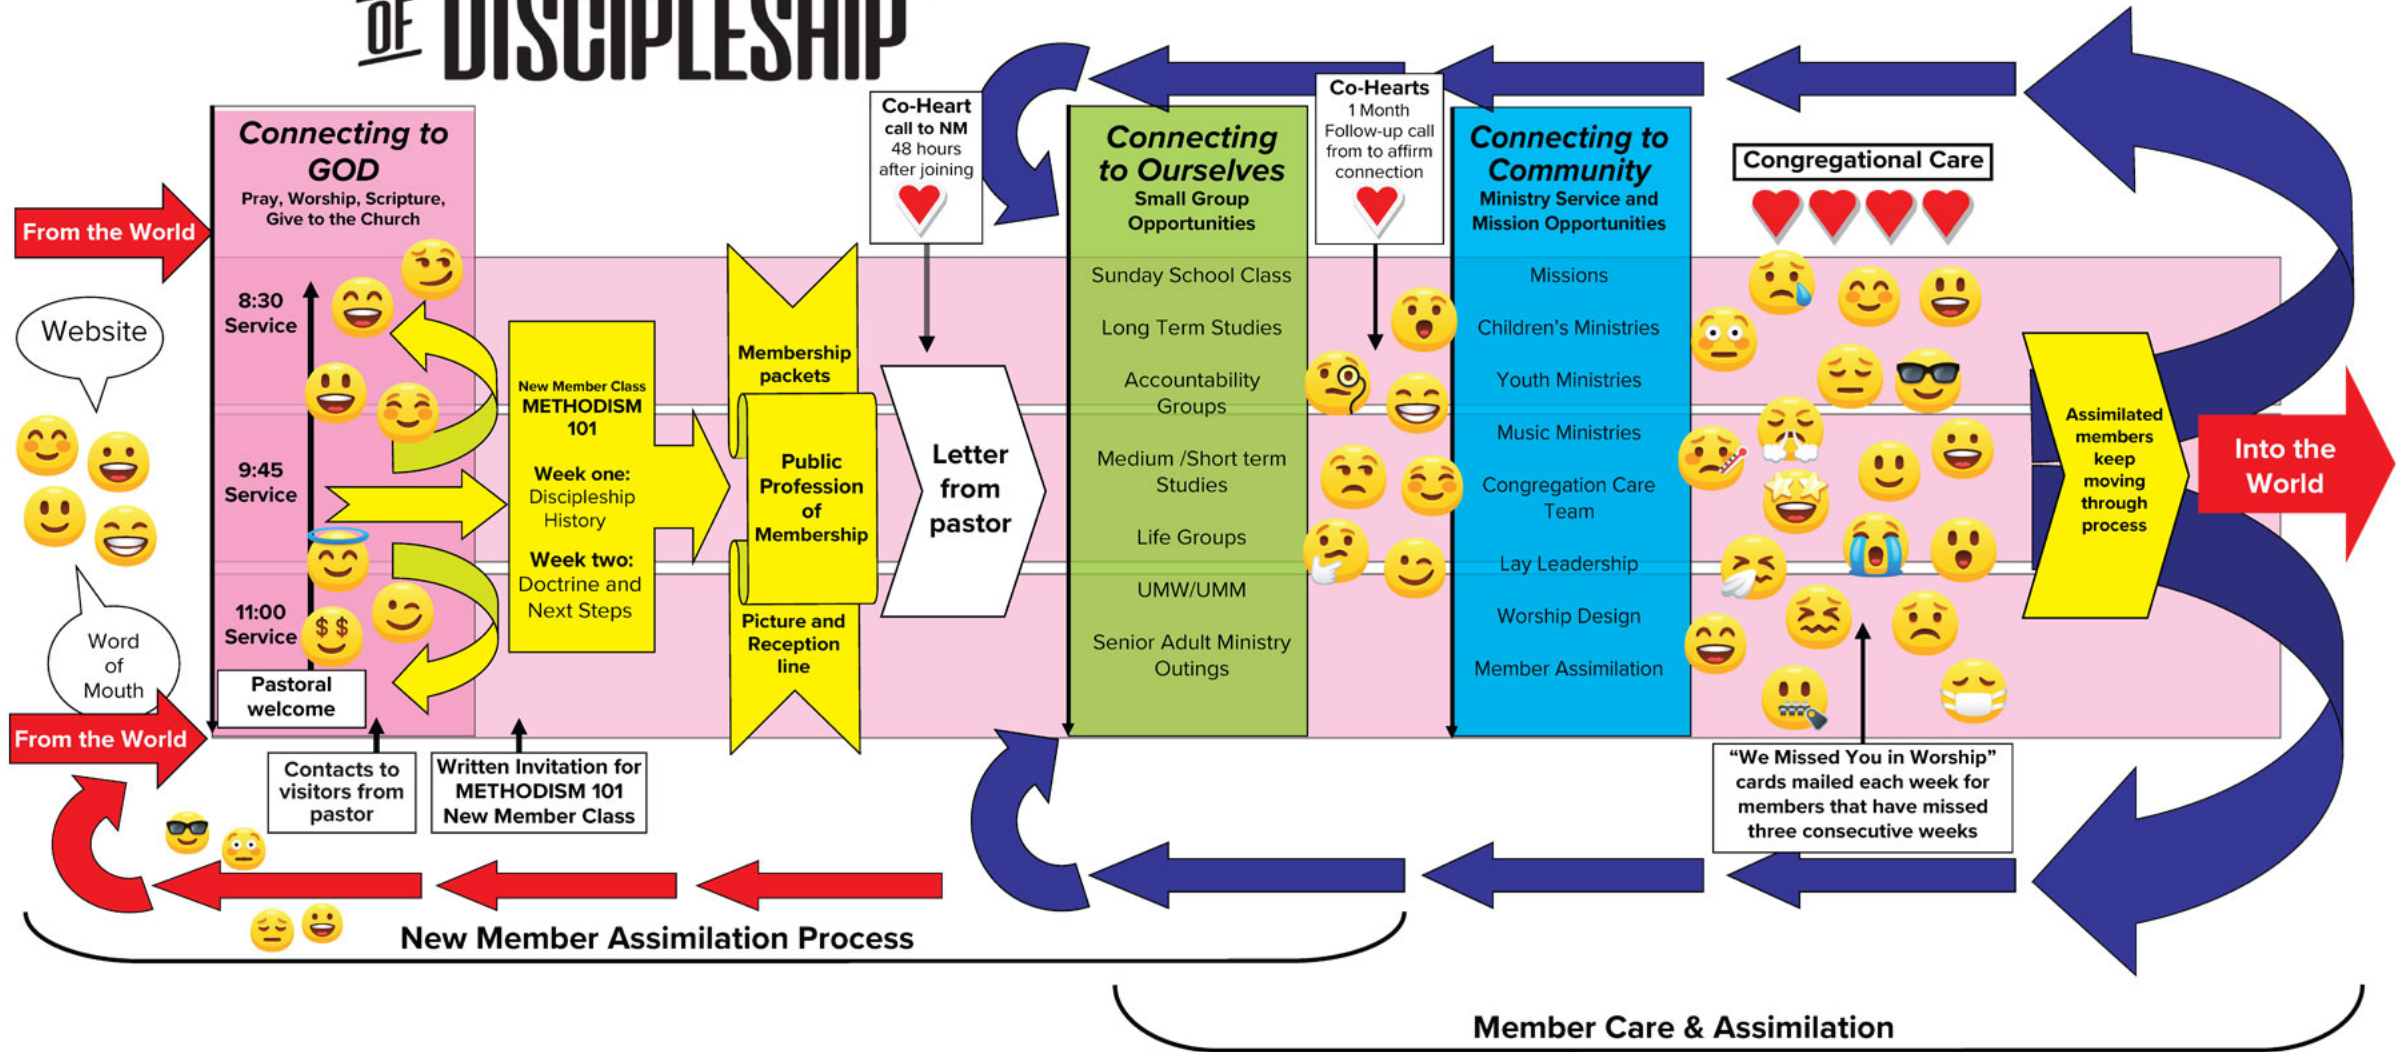 OF DISCIPLESHIP
From the World
Website
Word
of
Mouth
From the World
Connecting to
GOD
Pray, Worship, Scripture,
Give to the Church
8:30
Service
9:45
Service
11:00
Service
Pastoral
welcome
Contacts to
visitors from
pastor
Written Invitation for
METHODISM 101
New Member Class
New Member Class
METHODISM
101
Week one:
Discipleship
History
Week two:
Doctrine and
Next Steps
Membership
packets
Public
Profession
of
Membership
Picture and
Reception
line
Co-Heart
call to NM
48 hours
after joining
Letter
from
pastor
Connecting
to Ourselves
Small Group
Opportunities
Sunday School Class
Long Term Studies
Accountability
Groups
Medium /Short term
Studies
Life Groups
UMW/UMM
Senior Adult Ministry
Outings
Co-Hearts
1 Month
Follow-up call
from to affirm
connection
Connecting to
Community
Ministry Service and
Mission Opportunities
Missions
Children's Ministries
Youth Ministries
Music Ministries
Congregation Care
Team
Lay Leadership
Worship Design
Member Assimilation
Congregational Care
"We Missed You in Worship"
cards mailed each week for
members that have missed
three consecutive weeks
Assimilated
members
keep
moving
through
process
Into the
World
New Member Assimilation Process
Member Care & Assimilation